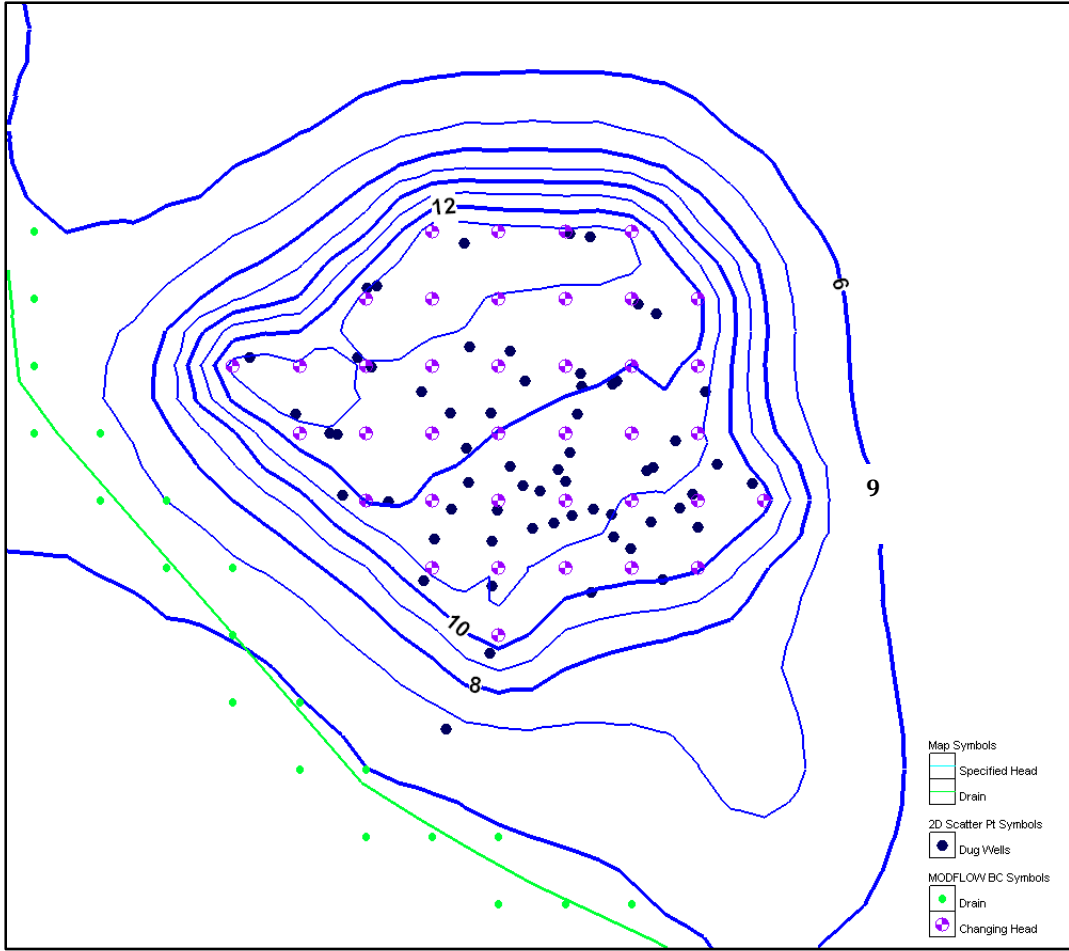 12
6
9
10
8
Map Symbols
Specified Head
Drain
2D Scatter Pt Symbols
Dug Wells
MODFLOW BC Symbols
Drain
Changing Head